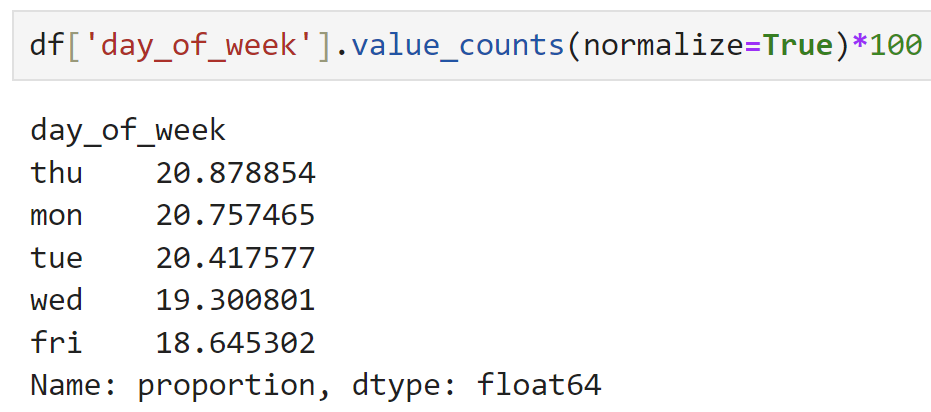 df['day_of_week'].value_counts(normalize=True)*100
day_of_week
thu    20.878854
mon    20.757465
tue    20.417577
wed    19.300801
fri    18.645302
Name: proportion, dtype: float64